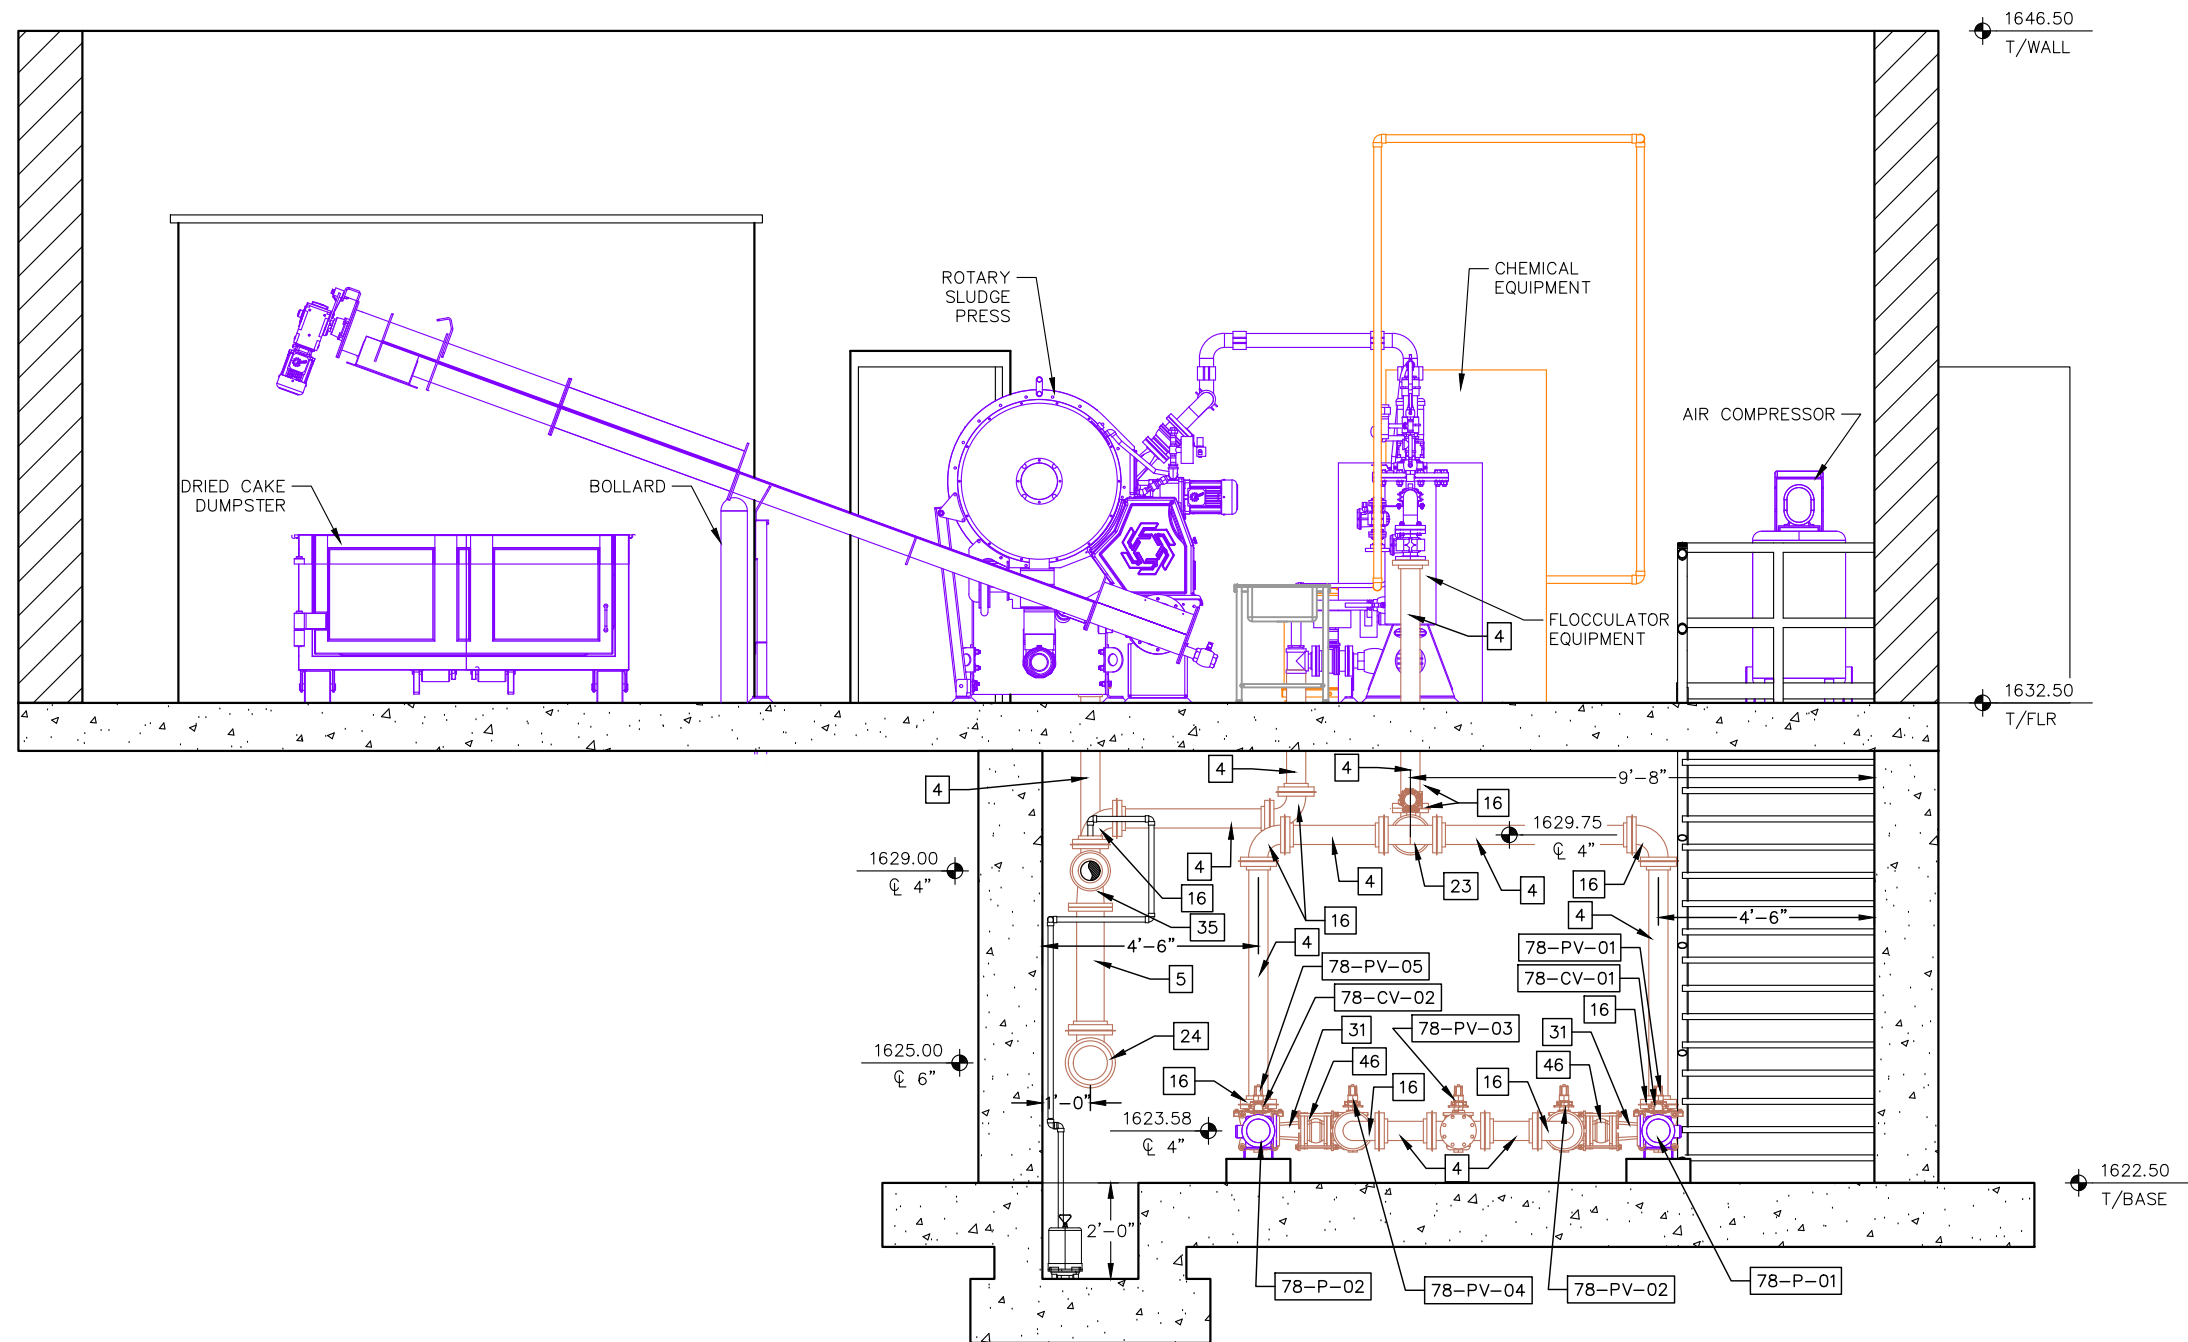 1646.50
T/WALL
ROTARY
SLUDGE
PRESS
CHEMICAL
EQUIPMENT
AIR COMPRESSOR
DRIED CAKE
DUMPSTER
BOLLARD
FLOCCULATOR
EQUIPMENT
4
1632.50
T/FLR
4
4
4
9'-8"
16
1629.75
℄ 4"
1629.00
℄ 4"
4
4
23
4
16
16
35
16
4
4'-6"
4'-6"
4
78-PV-01
78-PV-05
78-CV-01
5
78-CV-02
16
24
31
78-PV-03
31
1625.00
℄ 6"
46
46
16
16
16
1'-0"
1623.58
℄ 4"
4
1622.50
T/BASE
2'-0"
78-P-02
78-PV-04
78-PV-02
78-P-01